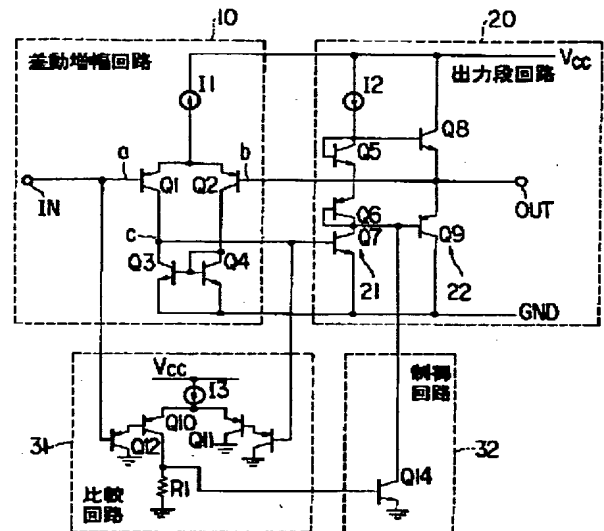 10
20
差動増幅回路
出力段回路
Vcc
I1
I2
Q8
Q5
a
b
IN
Q1
Q2
OUT
Q6
c
Q7
Q9
Q3
Q4
21
22
GND
Vcc
I3
制御
回路
Q10
31
Q12
Q11
32
Q14
R1
比較
回路